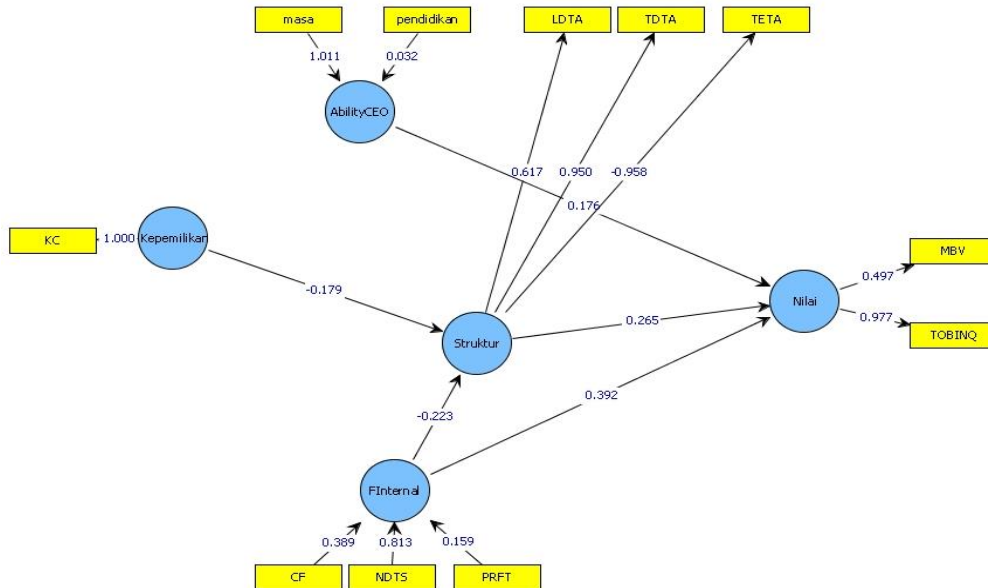 masa
pendidikan
LDTA
TDTA
TETA
1.011
0.032
AbilityCEO
0.617
0.950
-0.958
0.176
KC
1.000
Kepemilikan
-0.179
MBV
0.497
Nilai
0.977
TOBINQ
0.265
Struktur
0.392
-0.223
FInternal
0.389
0.813
0.159
CF
NDTS
PRFT